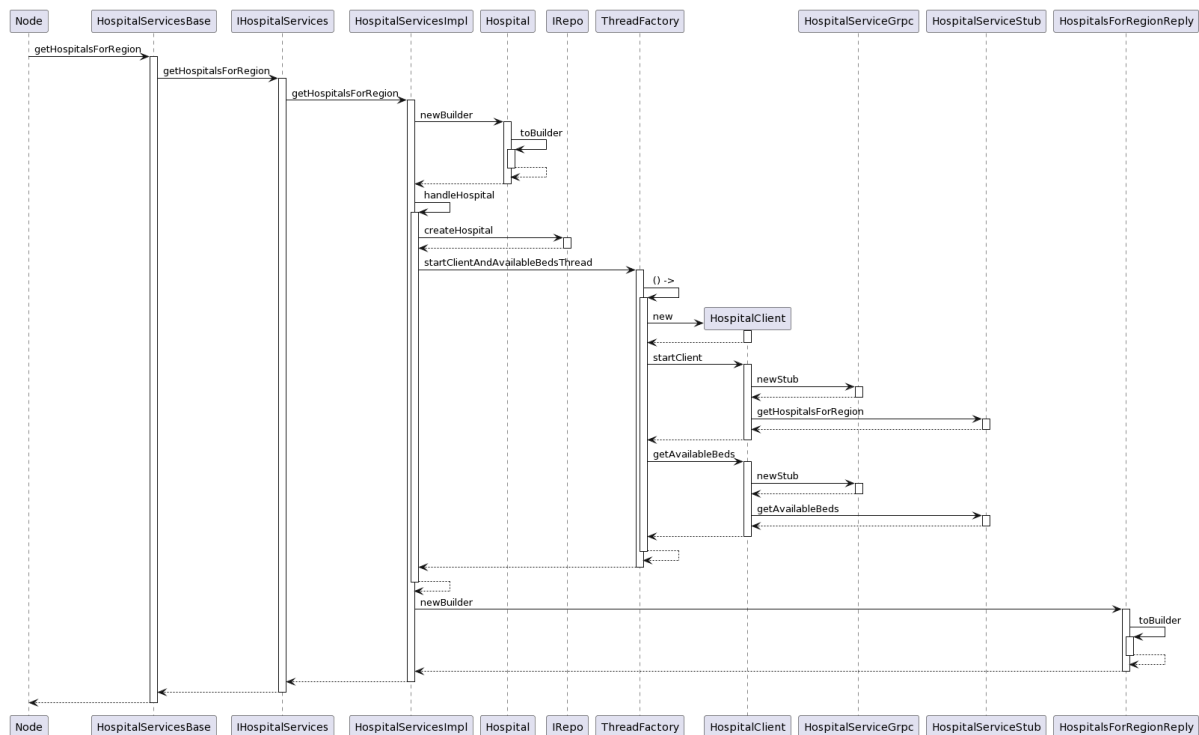 Node HospitalServicesBase IHospitalServices HospitalServicesImpl Hospital IRepo ThreadFactory HospitalServiceGrpc HospitalServiceStub HospitalsForRegionReply
getHospitalsForRegion
getHospitalsForRegion
getHospitalsForRegion
newBuilder
toBuilder
handleHospital
createHospital
startClientAndAvailableBedsThread
() ->
HospitalClient
new
startClient
newStub
getHospitalsForRegion
getAvailableBeds
newStub
getAvailableBeds
newBuilder
toBuilder
Node HospitalServicesBase IHospitalServices HospitalServicesImpl Hospital IRepo ThreadFactory HospitalClient HospitalServiceGrpc HospitalServiceStub HospitalsForRegionReply